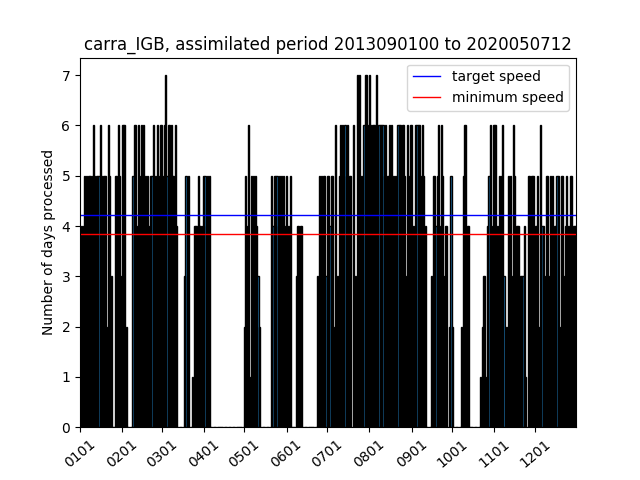 carra_IGB, assimilated period 2013090100 to 2020050712
target speed
minimum speed
Number of days processed
7
6
5
4
3
2
1
0
0101 0201 0301 0401 0501 0601 0701 0801 0901 1001 1101 1201